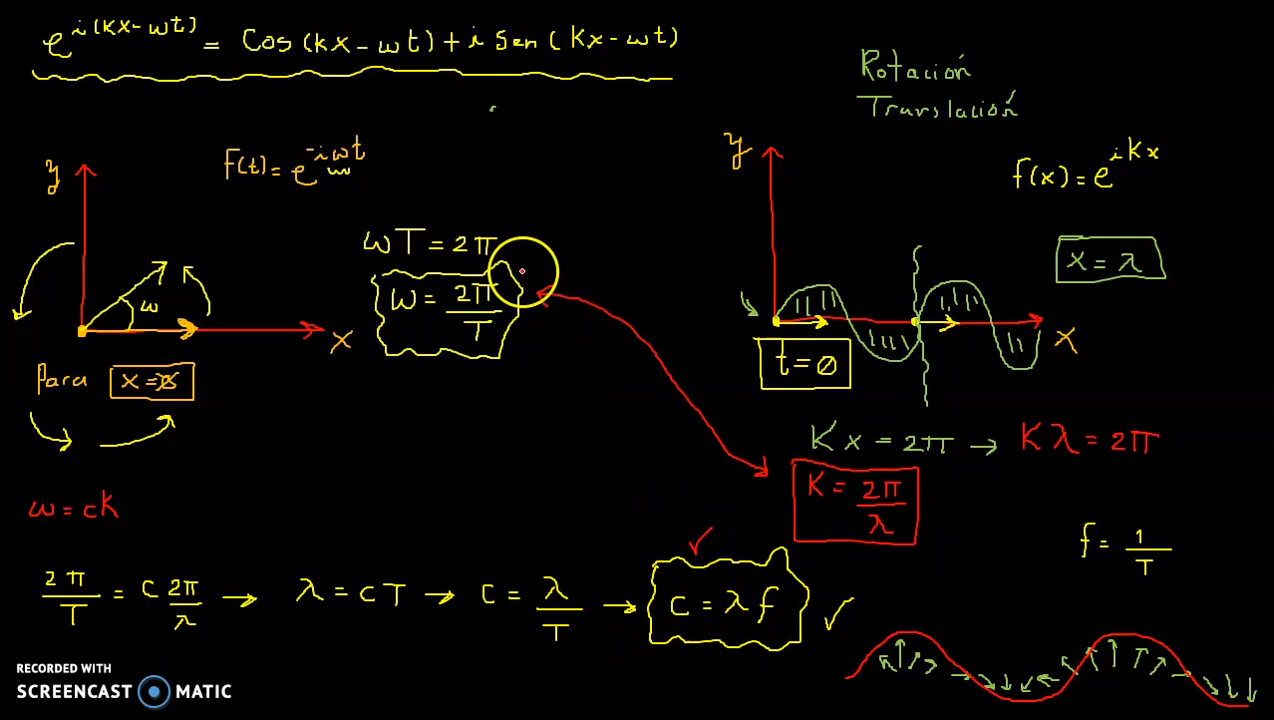 e^{i(kx-ωt)} = Cos(kx-ωt)+i Sen(kx-ωt)
Rotación
Translación
y
f(t)=e^{-iωt}
ω
x
Para x=0
ωT=2π
ω=2π/T
y
f(x)=e^{ikx}
x=λ
x
t=0
Kx=2π → Kλ=2π
K=2π/λ
ω=cK
f=1/T
2π/T = C 2π/λ → λ=cT → C=λ/T → C=λf
RECORDED WITH
SCREENCAST MATIC